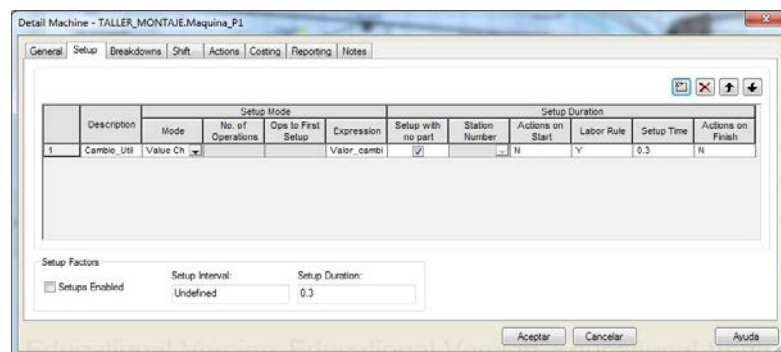 Detail Machine - TALLER_MONTAJE.Maquina_P1
General Setup Breakdowns Shift Actions Costing Reporting Notes
Setup Mode Setup Duration
Description Mode No. of Operations Ops to First Setup Expression Setup with no part Station Number Actions on Start Labor Rule Setup Time Actions on Finish
1 Cambio_Util Value Ch Valor_cambi N Y 0.3 N
Setup Factors
Setups Enabled Setup Interval: Setup Duration:
Undefined 0.3
Aceptar Cancelar Ayuda
Educational Version Educational Version